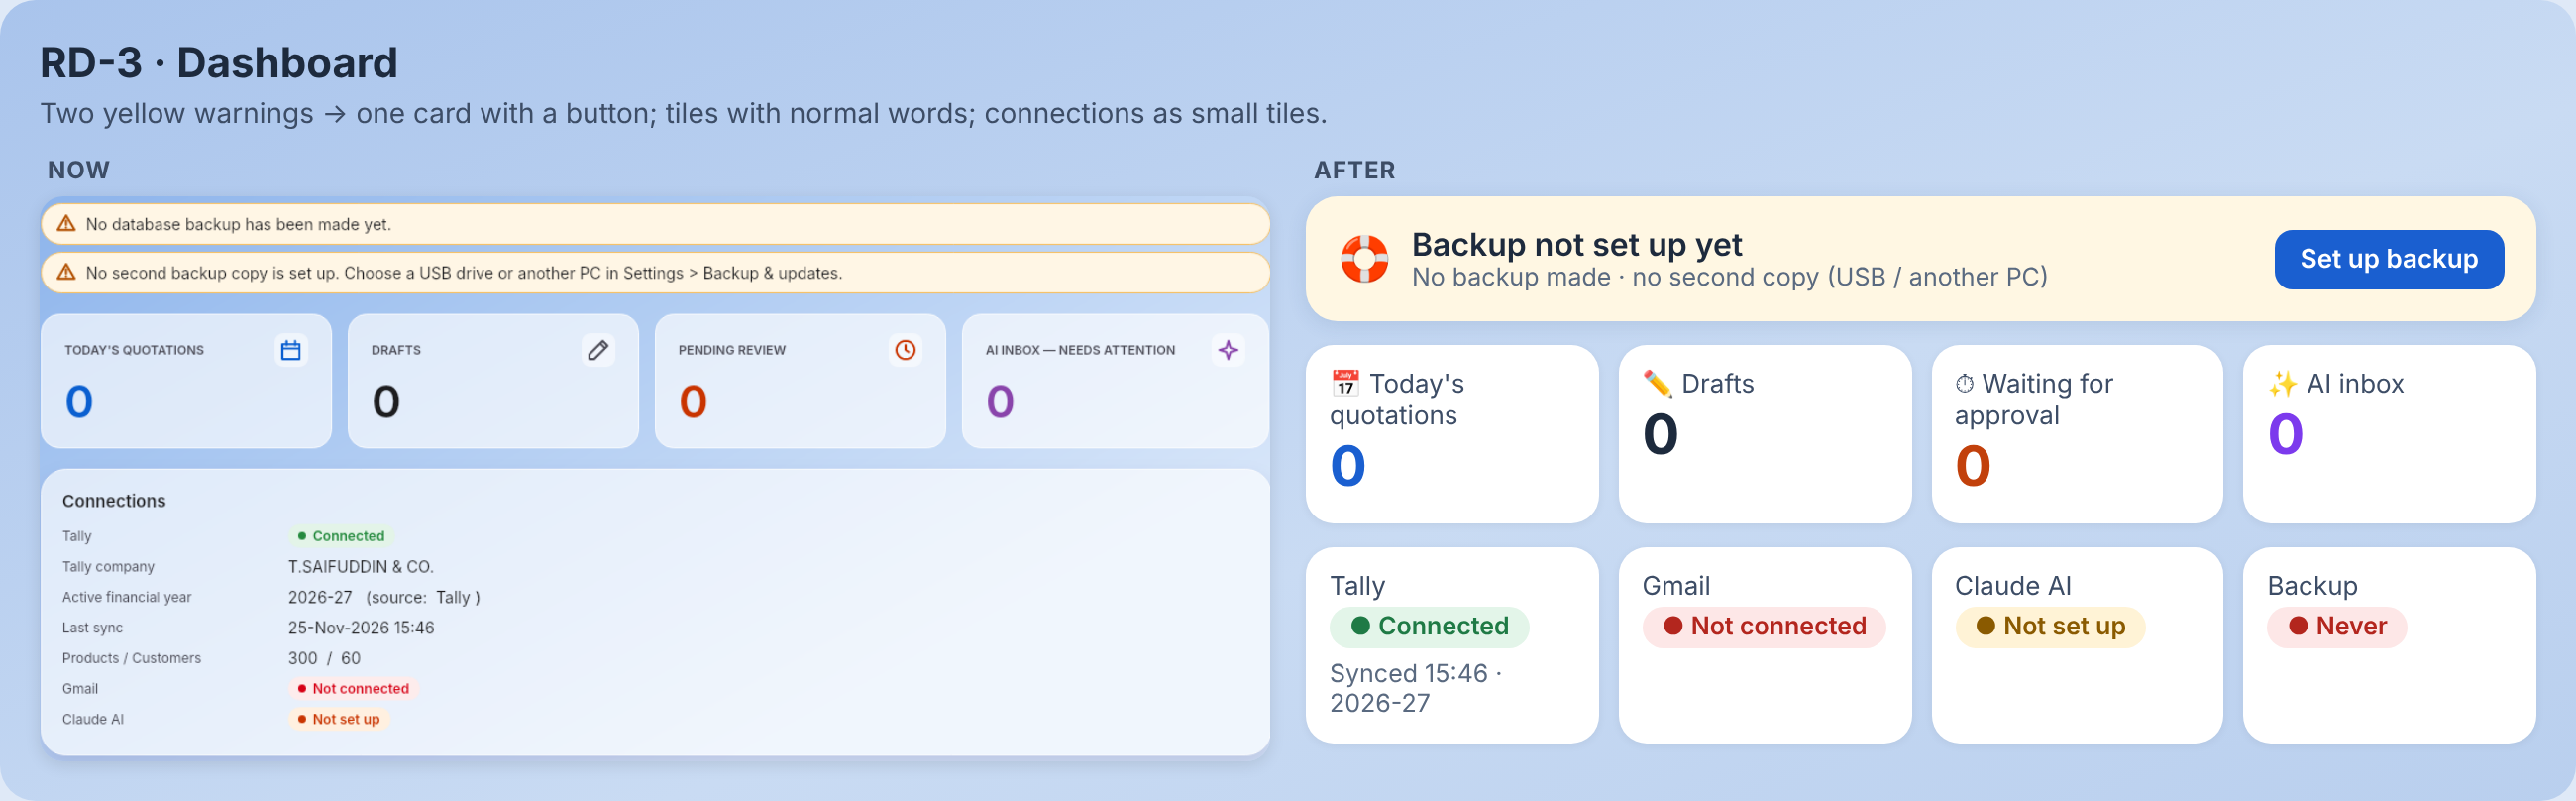 RD-3 · Dashboard
Two yellow warnings → one card with a button; tiles with normal words; connections as small tiles.
NOW
No database backup has been made yet.
No second backup copy is set up. Choose a USB drive or another PC in Settings > Backup & updates.
TODAY'S QUOTATIONS
0
DRAFTS
0
PENDING REVIEW
0
AI INBOX — NEEDS ATTENTION
0
Connections
Tally Connected
Tally company T.SAIFUDDIN & CO.
Active financial year 2026-27 (source: Tally )
Last sync 25-Nov-2026 15:46
Products / Customers 300 / 60
Gmail Not connected
Claude AI Not set up
AFTER
Backup not set up yet
No backup made · no second copy (USB / another PC)
Set up backup
📅 Today's
quotations
0
✏️ Drafts
0
⏱ Waiting for
approval
0
✨ AI inbox
0
Tally
● Connected
Synced 15:46 ·
2026-27
Gmail
● Not connected
Claude AI
● Not set up
Backup
● Never